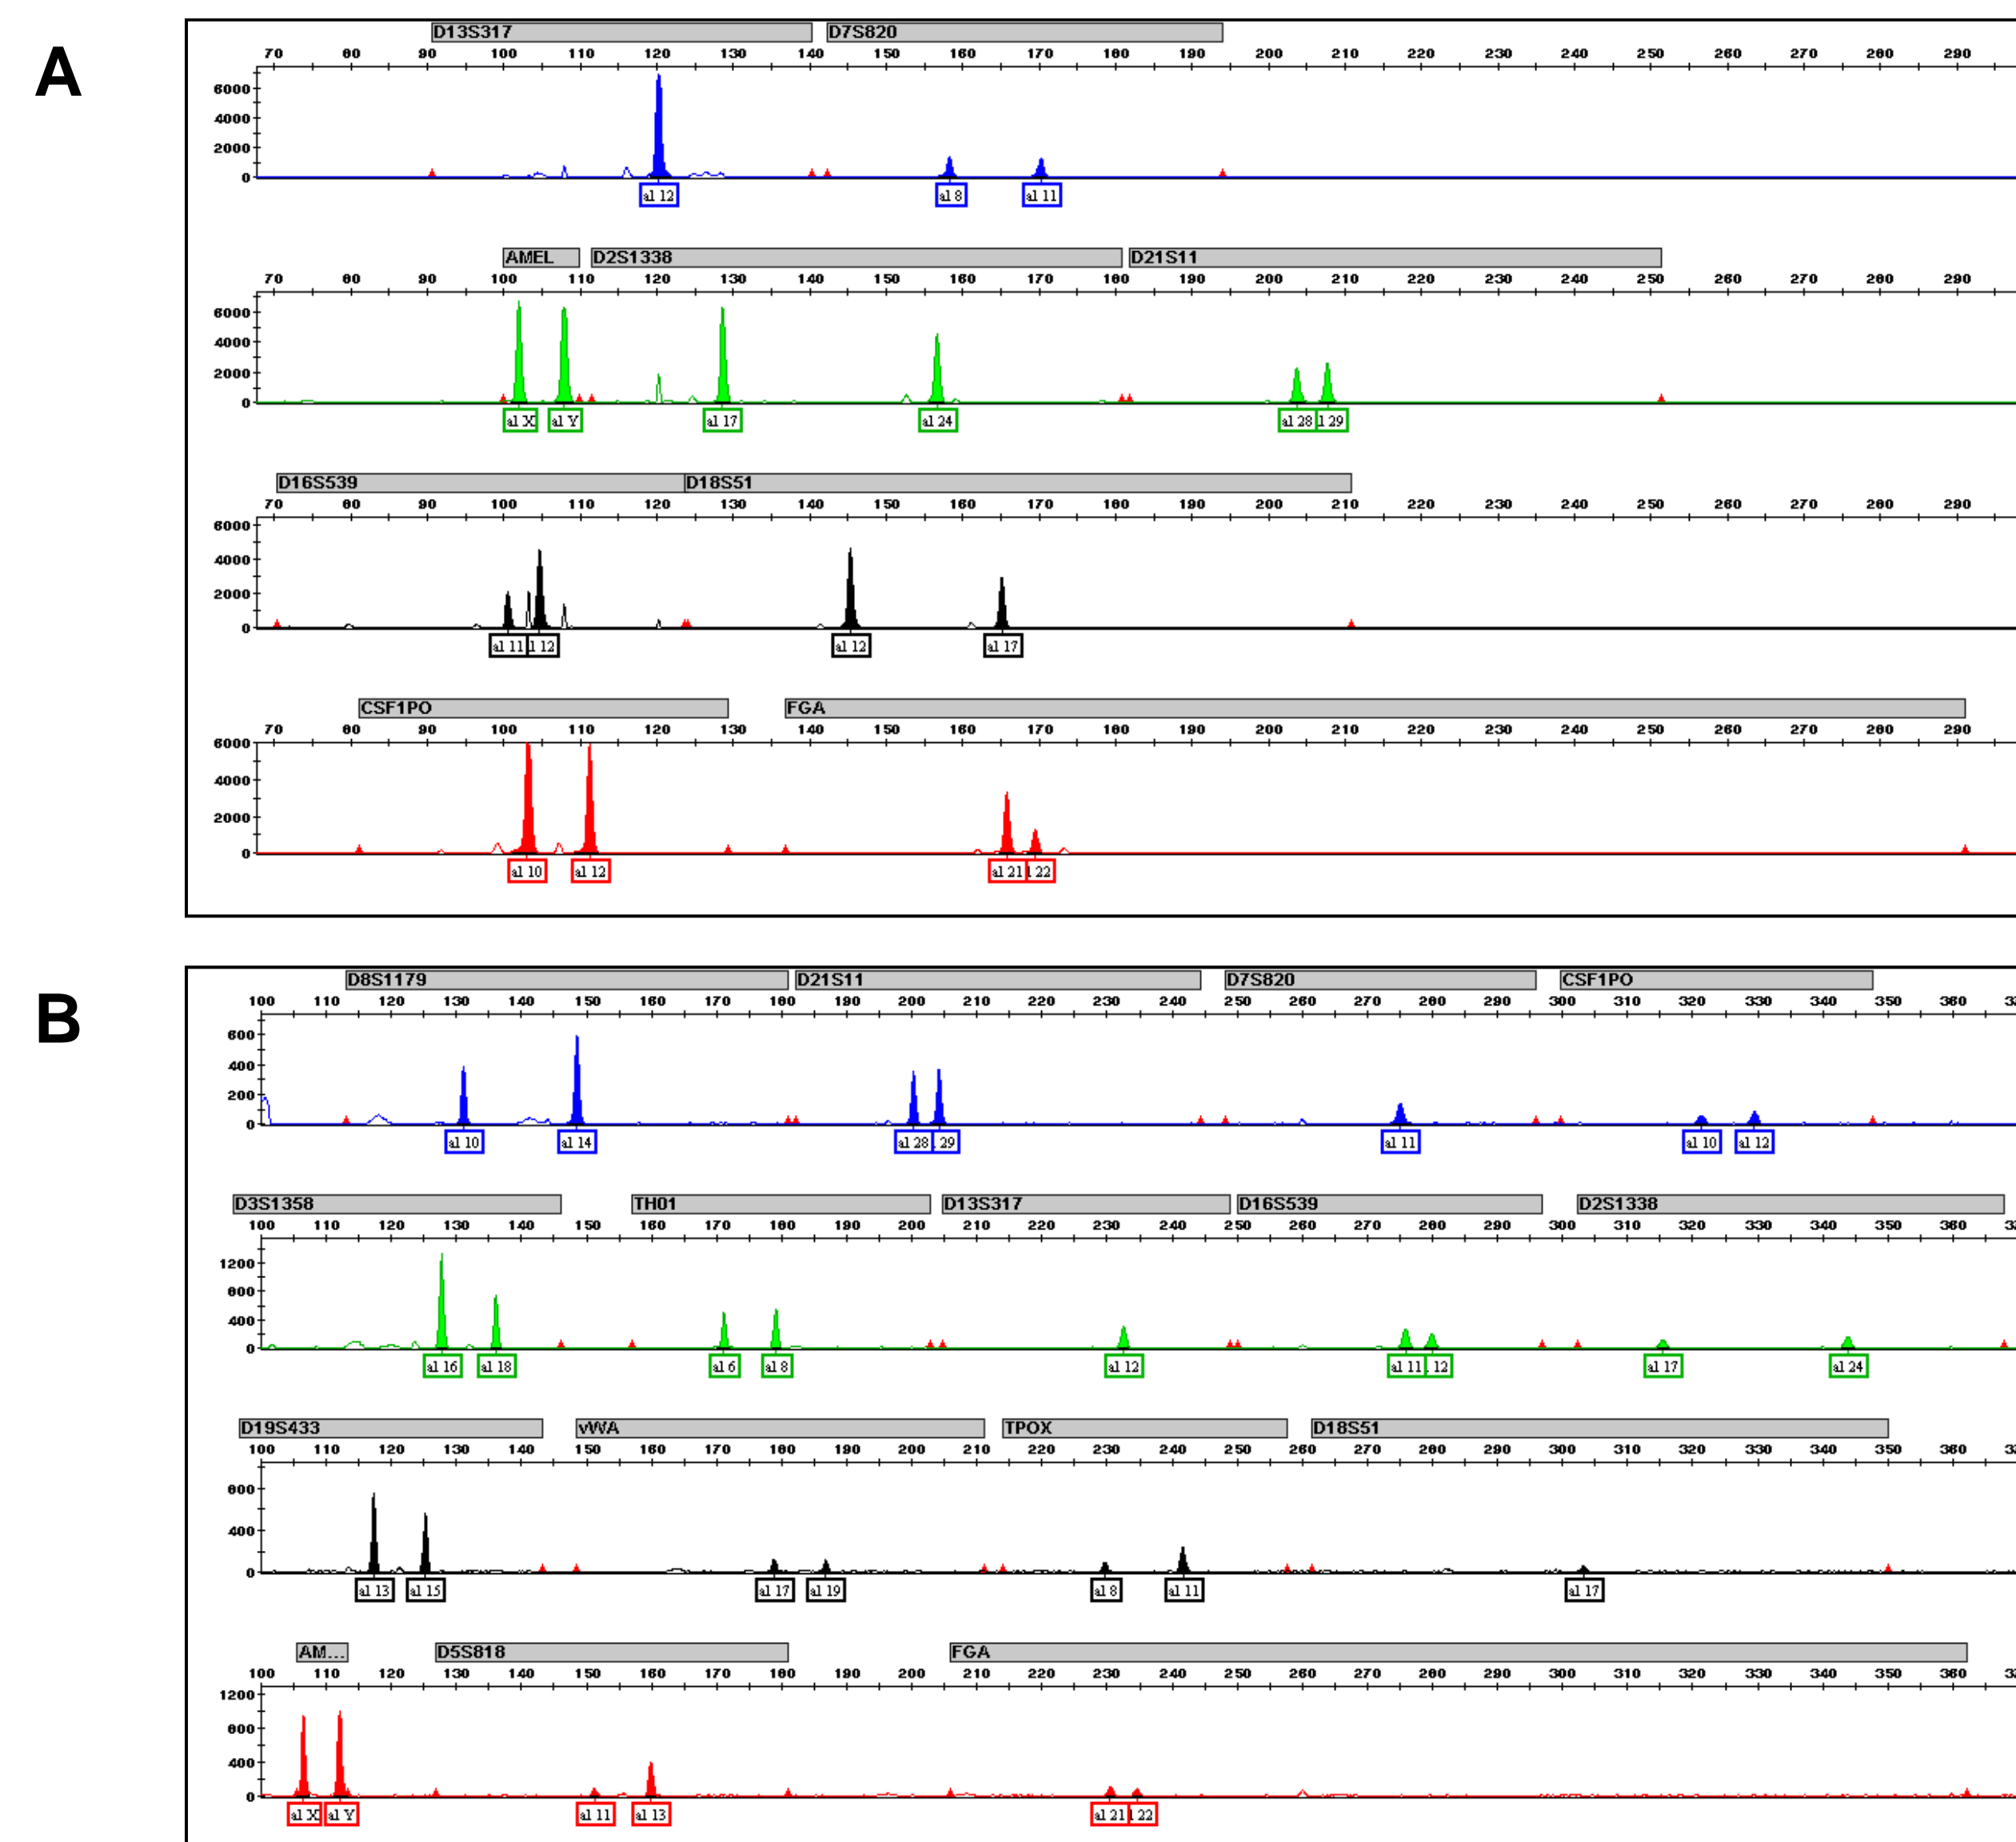 A
D13S317 D7S820
70 80 90 100 110 120 130 140 150 160 170 180 190 200 210 220 230 240 250 260 270 280 290
6000
4000
2000
0
al 12 al 8 al 11
AMEL D2S1338 D21S11
70 80 90 100 110 120 130 140 150 160 170 180 190 200 210 220 230 240 250 260 270 280 290
6000
4000
2000
0
al X al Y al 17 al 24 al 28 l 29
D16S539 D18S51
70 80 90 100 110 120 130 140 150 160 170 180 190 200 210 220 230 240 250 260 270 280 290
6000
4000
2000
0
al 11 l 12 al 12 al 17
CSF1PO FGA
70 80 90 100 110 120 130 140 150 160 170 180 190 200 210 220 230 240 250 260 270 280 290
6000
4000
2000
0
al 10 al 12 al 21 l 22
B
D8S1179 D21S11 D7S820 CSF1PO
100 110 120 130 140 150 160 170 180 190 200 210 220 230 240 250 260 270 280 290 300 310 320 330 340 350 360
600
400
200
0
al 10 al 14 al 28 29 al 11 al 10 al 12
D3S1358 TH01 D13S317 D16S539 D2S1338
100 110 120 130 140 150 160 170 180 190 200 210 220 230 240 250 260 270 280 290 300 310 320 330 340 350 360
1200
800
400
0
al 16 al 18 al 6 al 8 al 12 al 11 12 al 17 al 24
D19S433 vWA TPOX D18S51
100 110 120 130 140 150 160 170 180 190 200 210 220 230 240 250 260 270 280 290 300 310 320 330 340 350 360
800
400
0
al 13 al 15 al 17 al 19 al 8 al 11 al 17
AM... D5S818 FGA
100 110 120 130 140 150 160 170 180 190 200 210 220 230 240 250 260 270 280 290 300 310 320 330 340 350 360
1200
800
400
0
al X al Y al 11 al 13 al 21 l 22